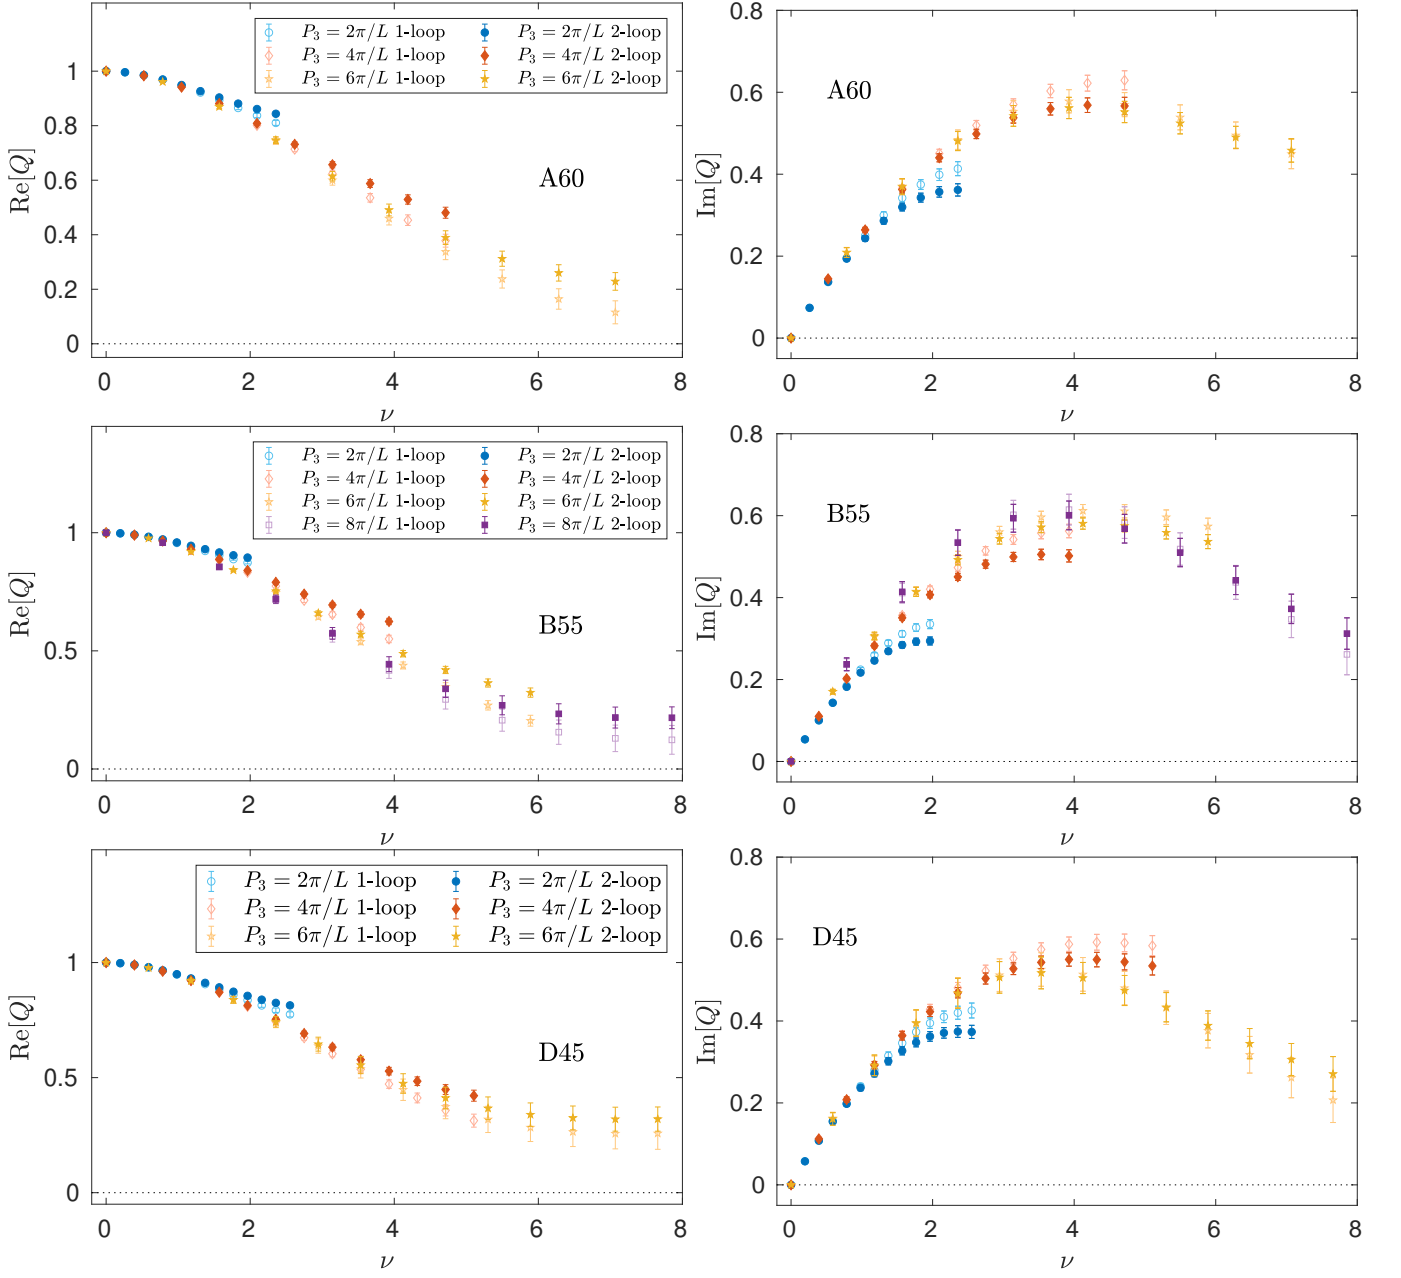 P₃ = 2π/L 1-loop P₃ = 2π/L 2-loop
P₃ = 4π/L 1-loop P₃ = 4π/L 2-loop
P₃ = 6π/L 1-loop P₃ = 6π/L 2-loop
A60
Re[Q]
1
0.8
0.6
0.4
0.2
0
0 2 4 6 8
ν
A60
Im[Q]
0.8
0.6
0.4
0.2
0
0 2 4 6 8
ν
P₃ = 2π/L 1-loop P₃ = 2π/L 2-loop
P₃ = 4π/L 1-loop P₃ = 4π/L 2-loop
P₃ = 6π/L 1-loop P₃ = 6π/L 2-loop
P₃ = 8π/L 1-loop P₃ = 8π/L 2-loop
B55
Re[Q]
1
0.5
0
0 2 4 6 8
ν
B55
Im[Q]
0.8
0.6
0.4
0.2
0
0 2 4 6 8
ν
P₃ = 2π/L 1-loop P₃ = 2π/L 2-loop
P₃ = 4π/L 1-loop P₃ = 4π/L 2-loop
P₃ = 6π/L 1-loop P₃ = 6π/L 2-loop
D45
Re[Q]
1
0.5
0
0 2 4 6 8
ν
D45
Im[Q]
0.8
0.6
0.4
0.2
0
0 2 4 6 8
ν